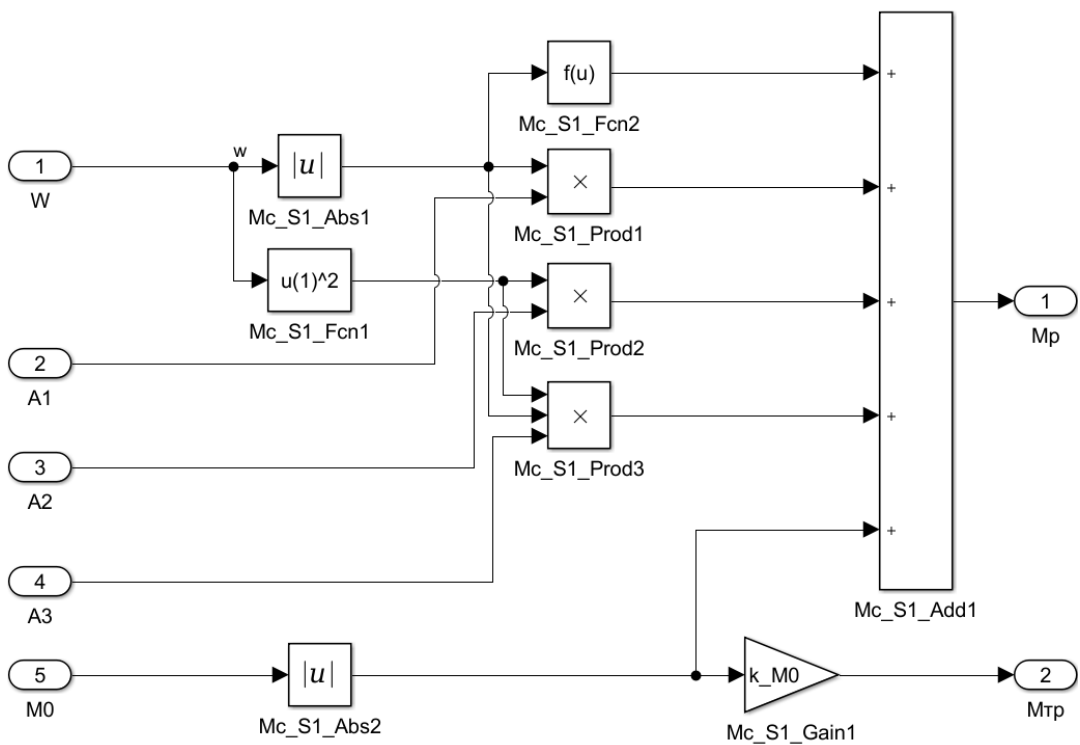 f(u)
Mc_S1_Fcn2
+
1
W
w
|u|
Mc_S1_Abs1
×
Mc_S1_Prod1
+
u(1)^2
Mc_S1_Fcn1
×
Mc_S1_Prod2
+
1
Mp
2
A1
×
Mc_S1_Prod3
+
3
A2
+
4
A3
Mc_S1_Add1
5
M0
|u|
Mc_S1_Abs2
k_M0
Mc_S1_Gain1
2
Мтр